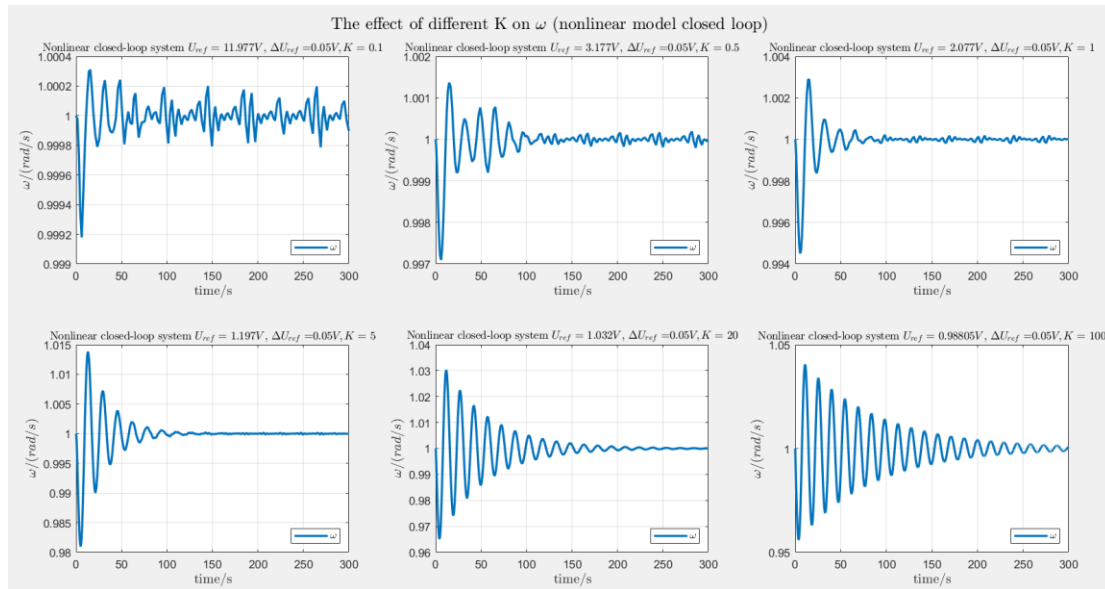 The effect of different K on ω (nonlinear model closed loop)
Nonlinear closed-loop system U_ref = 11.977V, ΔU_ref =0.05V, K = 0.1
1.0004
1.0002
1
0.9998
0.9996
0.9994
0.9992
0.999
ω/(rad/s)
ω
0 50 100 150 200 250 300
time/s
Nonlinear closed-loop system U_ref = 3.177V, ΔU_ref =0.05V, K = 0.5
1.002
1.001
1
0.999
0.998
0.997
ω/(rad/s)
ω
0 50 100 150 200 250 300
time/s
Nonlinear closed-loop system U_ref = 2.077V, ΔU_ref =0.05V, K = 1
1.004
1.002
1
0.998
0.996
0.994
ω/(rad/s)
ω
0 50 100 150 200 250 300
time/s
Nonlinear closed-loop system U_ref = 1.197V, ΔU_ref =0.05V, K = 5
1.015
1.01
1.005
1
0.995
0.99
0.985
0.98
ω/(rad/s)
ω
0 50 100 150 200 250 300
time/s
Nonlinear closed-loop system U_ref = 1.032V, ΔU_ref =0.05V, K = 20
1.04
1.03
1.02
1.01
1.00
0.990
0.98
0.97
0.96
ω/(rad/s)
ω
0 50 100 150 200 250 300
time/s
Nonlinear closed-loop system U_ref = 0.98805V, ΔU_ref =0.05V, K = 100
1.05
1
0.95
ω/(rad/s)
ω
0 50 100 150 200 250 300
time/s